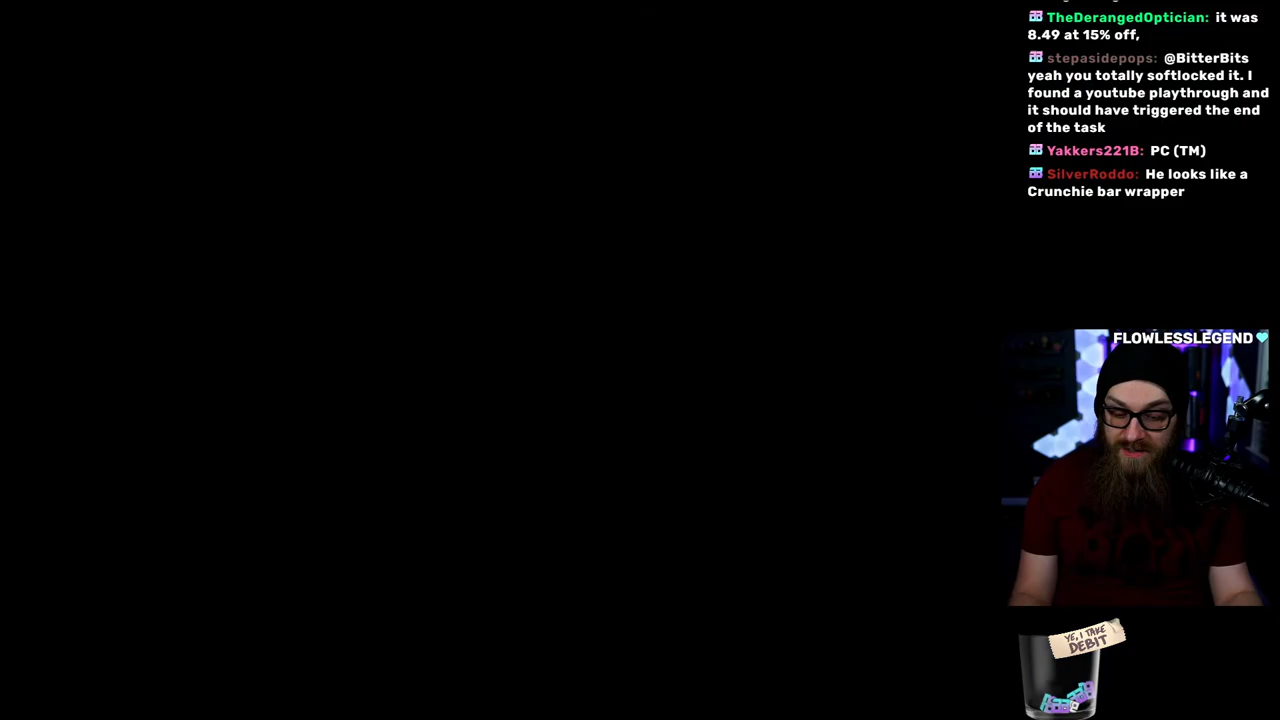 TheDerangedOptician: it was
8.49 at 15% off,
stepasidepops: @BitterBits
yeah you totally softlocked it. I
found a youtube playthrough and
it should have triggered the end
of the task
Yakkers221B: PC (TM)
SilverRoddo: He looks like a
Crunchie bar wrapper
FLOWLESSLEGEND
YE, I TAKE
DEBIT